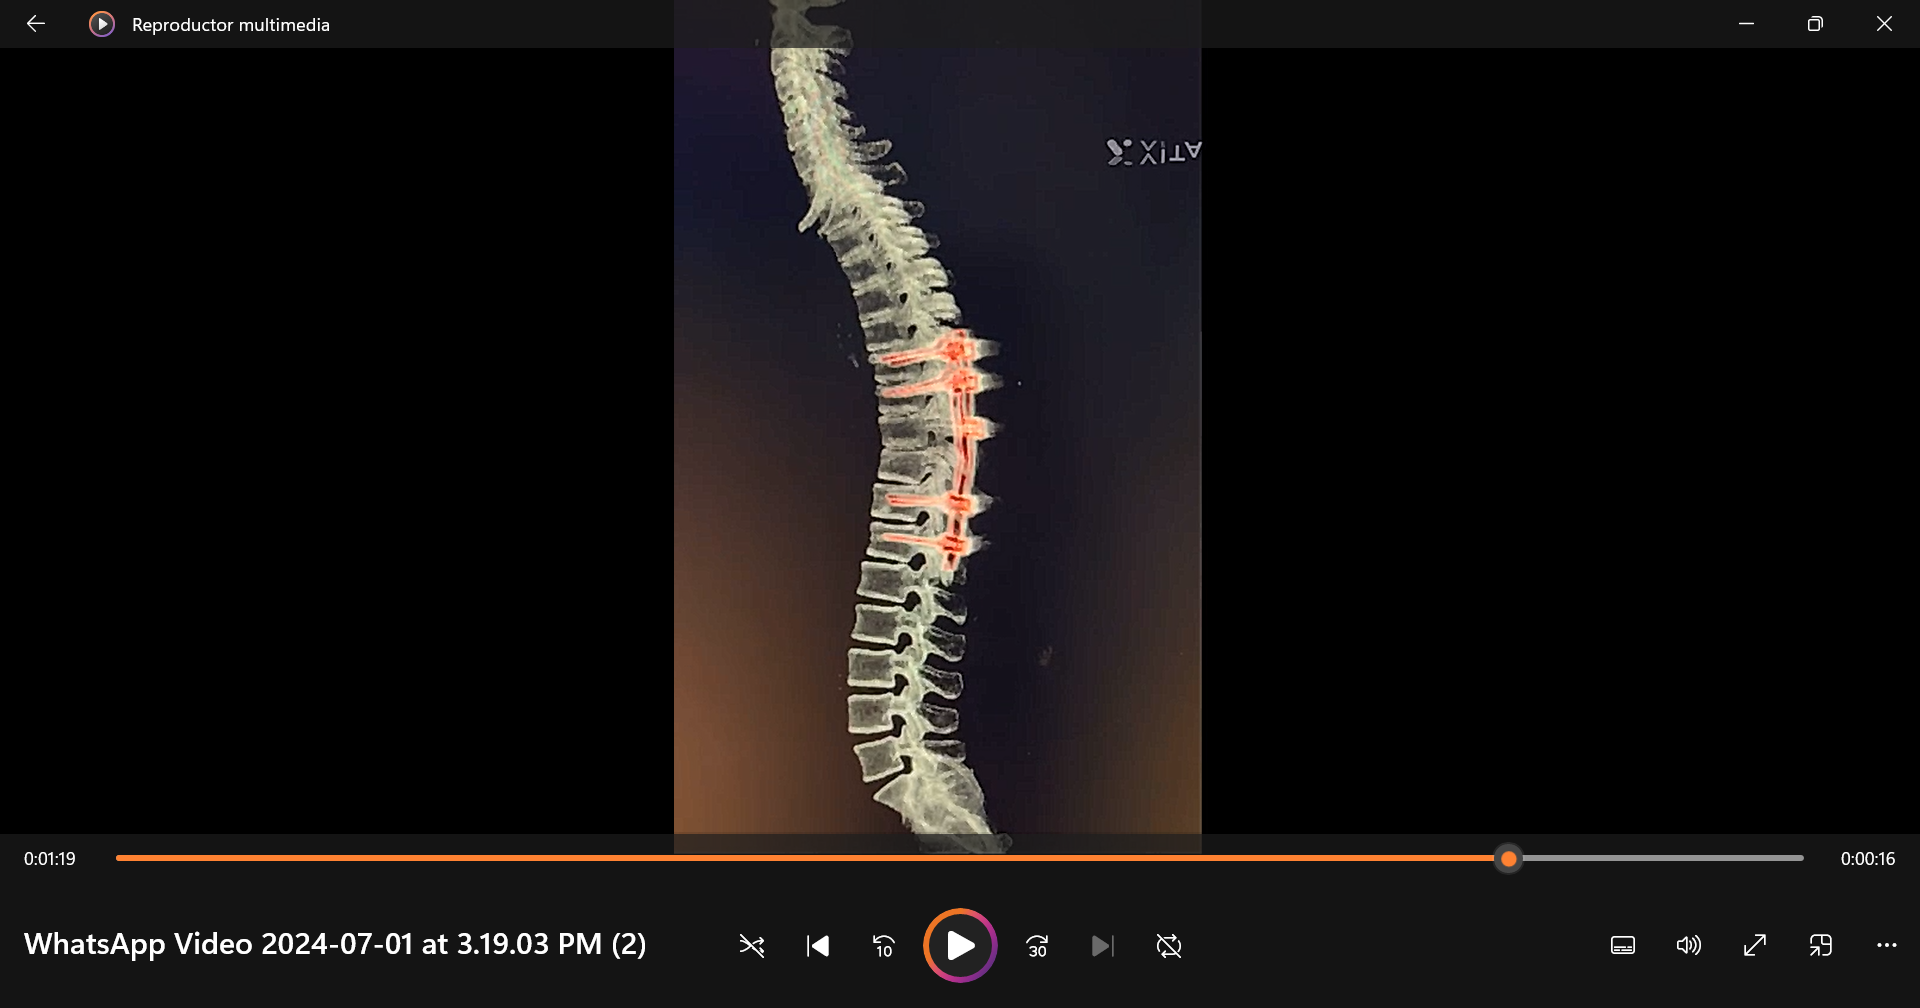 Reproductor multimedia
0:01:19
0:00:16
WhatsApp Video 2024-07-01 at 3.19.03 PM (2)
10
30